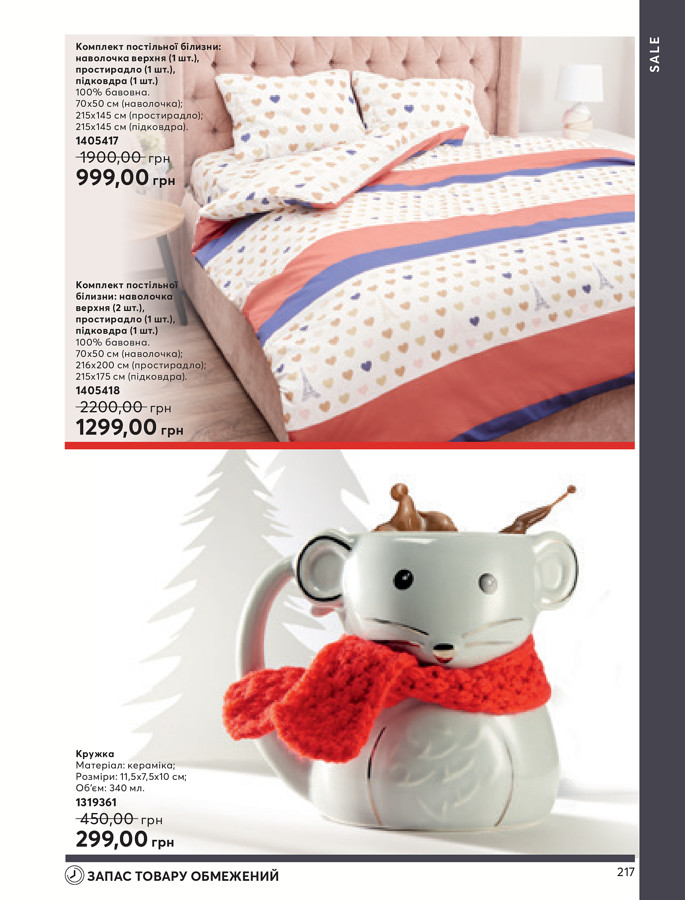 SALE
Комплект постільної білизни:
наволочка верхня (1 шт.),
простирадло (1 шт.),
підковдра (1 шт.)
100% бавовна.
70x50 см (наволочка);
215x145 см (простирадло);
215x145 см (підковдра).
1405417
1900,00 грн
999,00 грн
Комплект постільної
білизни: наволочка
верхня (2 шт.),
простирадло (1 шт.),
підковдра (1 шт.)
100% бавовна.
70x50 см (наволочка);
216x200 см (простирадло);
215x175 см (підковдра).
1405418
2200,00 грн
1299,00 грн
Кружка
Матеріал: кераміка;
Розміри: 11,5x7,5x10 см;
Об'єм: 340 мл.
1319361
450,00 грн
299,00 грн
ЗАПАС ТОВАРУ ОБМЕЖЕНИЙ
217